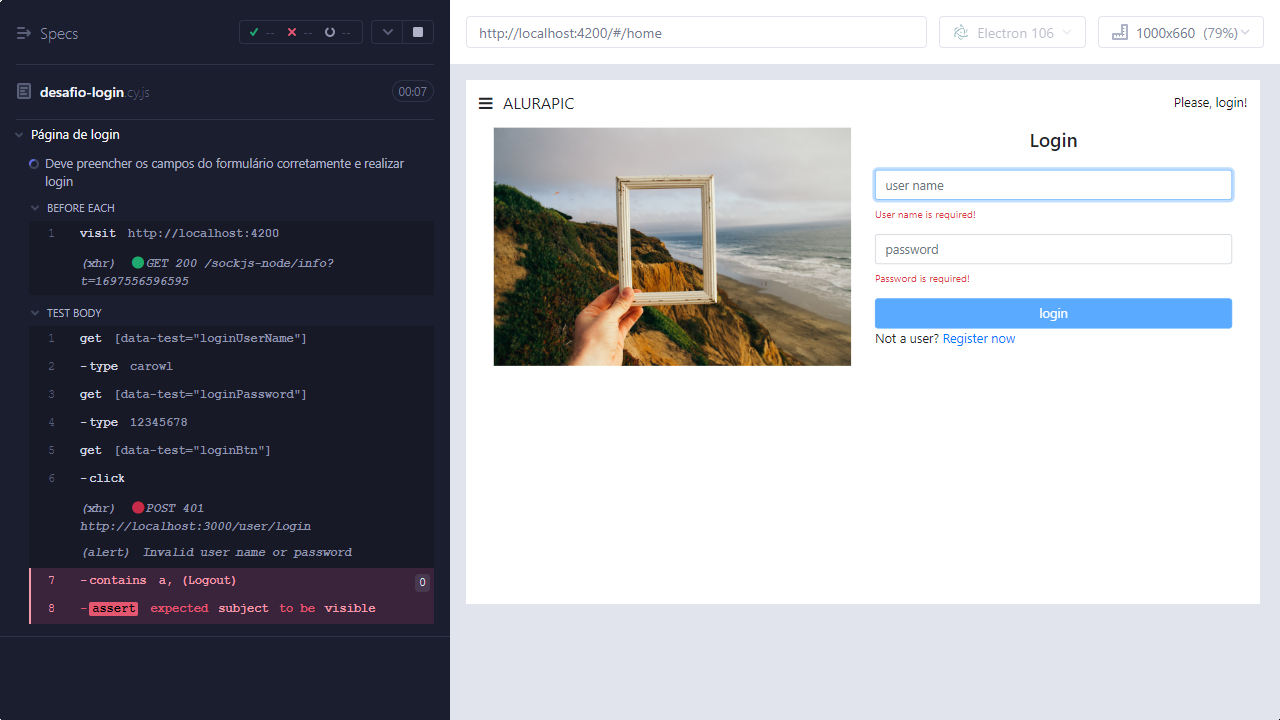 Specs
-- -- --
desafio-login.cy.js 00:07
Página de login
Deve preencher os campos do formulário corretamente e realizar
login
BEFORE EACH
1 visit http://localhost:4200
(xhr) GET 200 /sockjs-node/info?
t=1697556596595
TEST BODY
1 get [data-test="loginUserName"]
2 -type carowl
3 get [data-test="loginPassword"]
4 -type 12345678
5 get [data-test="loginBtn"]
6 -click
(xhr) POST 401
http://localhost:3000/user/login
(alert) Invalid user name or password
7 -contains a, (Logout) 0
8 -assert expected subject to be visible
http://localhost:4200/#/home
Electron 106
1000x660 (79%)
ALURAPIC
Please, login!
Login
user name
User name is required!
password
Password is required!
login
Not a user? Register now